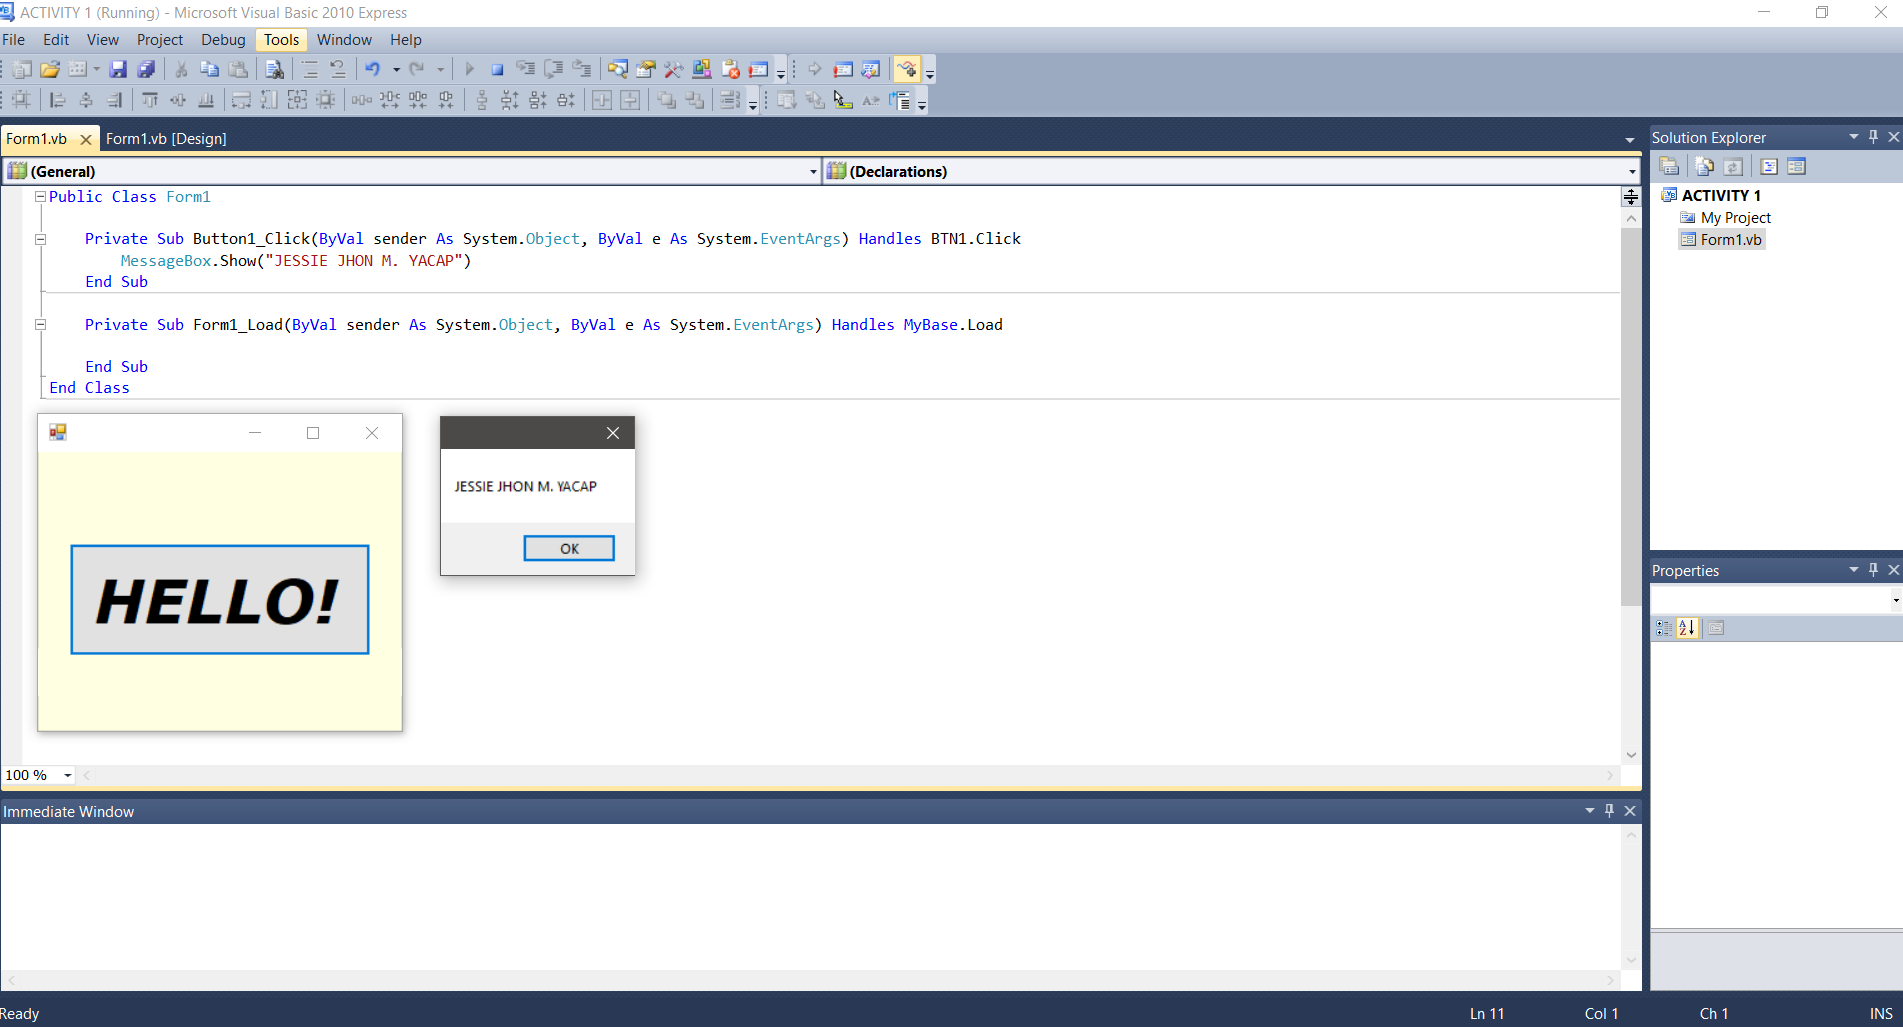 ACTIVITY 1 (Running) - Microsoft Visual Basic 2010 Express
File Edit View Project Debug Tools Window Help
Form1.vb Form1.vb [Design]
(General) (Declarations)
Public Class Form1
Private Sub Button1_Click(ByVal sender As System.Object, ByVal e As System.EventArgs) Handles BTN1.Click
MessageBox.Show("JESSIE JHON M. YACAP")
End Sub
Private Sub Form1_Load(ByVal sender As System.Object, ByVal e As System.EventArgs) Handles MyBase.Load
End Sub
End Class
HELLO!
JESSIE JHON M. YACAP
OK
100 %
Immediate Window
Solution Explorer
ACTIVITY 1
My Project
Form1.vb
Properties
Ready Ln 11 Col 1 Ch 1 INS